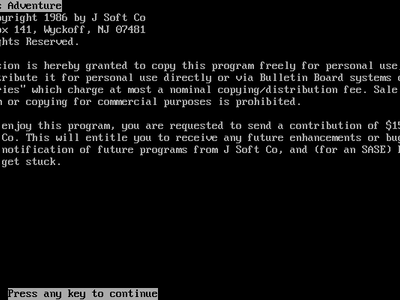 : Adventure
pyright 1986 by J Soft Co
ox 141, Wyckoff, NJ 07481
ghts Reserved.
sion is hereby granted to copy this program freely for personal use
tribute it for personal use directly or via Bulletin Board systems o
ries" which charge at most a nominal copying/distribution fee. Sale
n or copying for commercial purposes is prohibited.
enjoy this program, you are requested to send a contribution of $15
Co. This will entitle you to receive any future enhancements or bug
notification of future programs from J Soft Co, and (for an SASE)
get stuck.
Press any key to continue